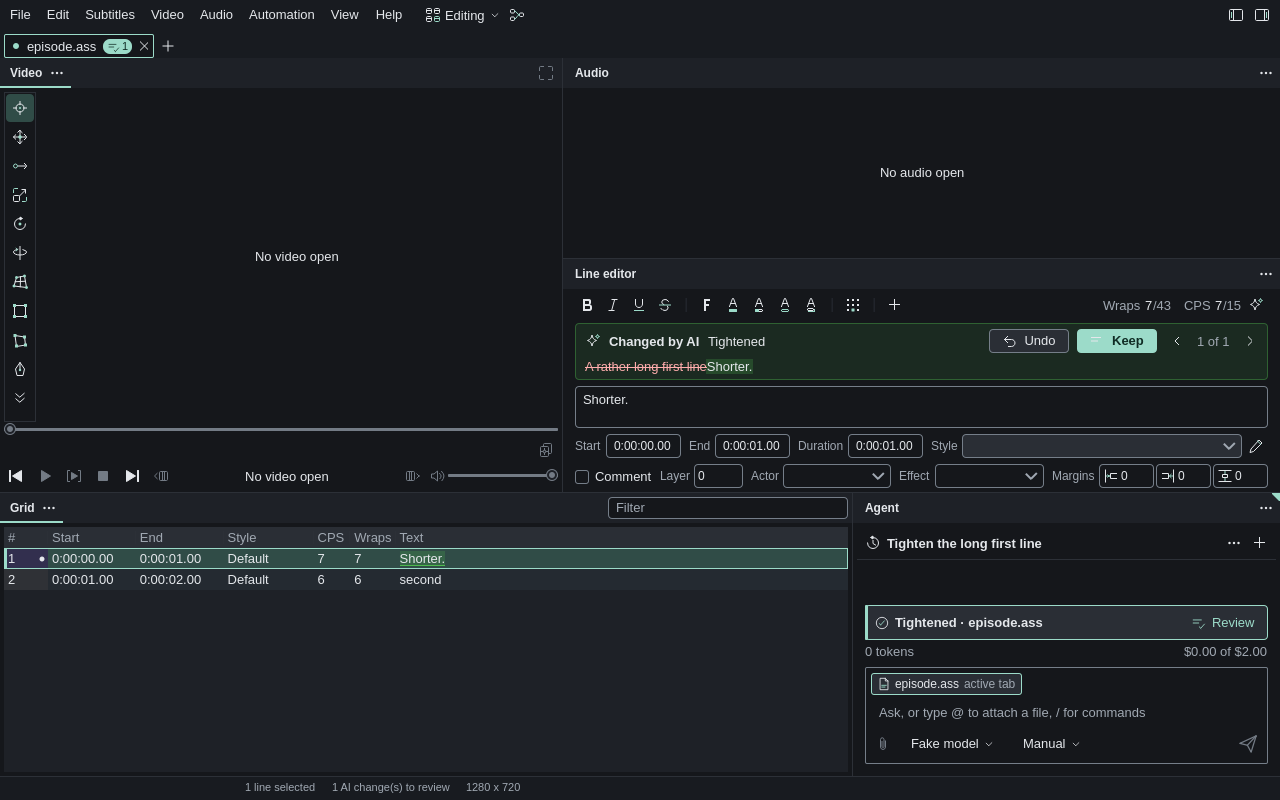 File Edit Subtitles Video Audio Automation View Help Editing
episode.ass 1
Video
Audio
No video open
No audio open
Line editor
B I U S F A A A A Wraps 7/43 CPS 7/15
Changed by AI Tightened Undo Keep 1 of 1
A rather long first lineShorter.
Shorter.
Start 0:00:00.00 End 0:00:01.00 Duration 0:00:01.00 Style
Comment Layer 0 Actor Effect Margins 0 0 0
No video open
Grid Filter
# Start End Style CPS Wraps Text
1 0:00:00.00 0:00:01.00 Default 7 7 Shorter.
2 0:00:01.00 0:00:02.00 Default 6 6 second
Agent
Tighten the long first line
Tightened · episode.ass Review
0 tokens $0.00 of $2.00
episode.ass active tab
Ask, or type @ to attach a file, / for commands
Fake model Manual
1 line selected 1 AI change(s) to review 1280 x 720